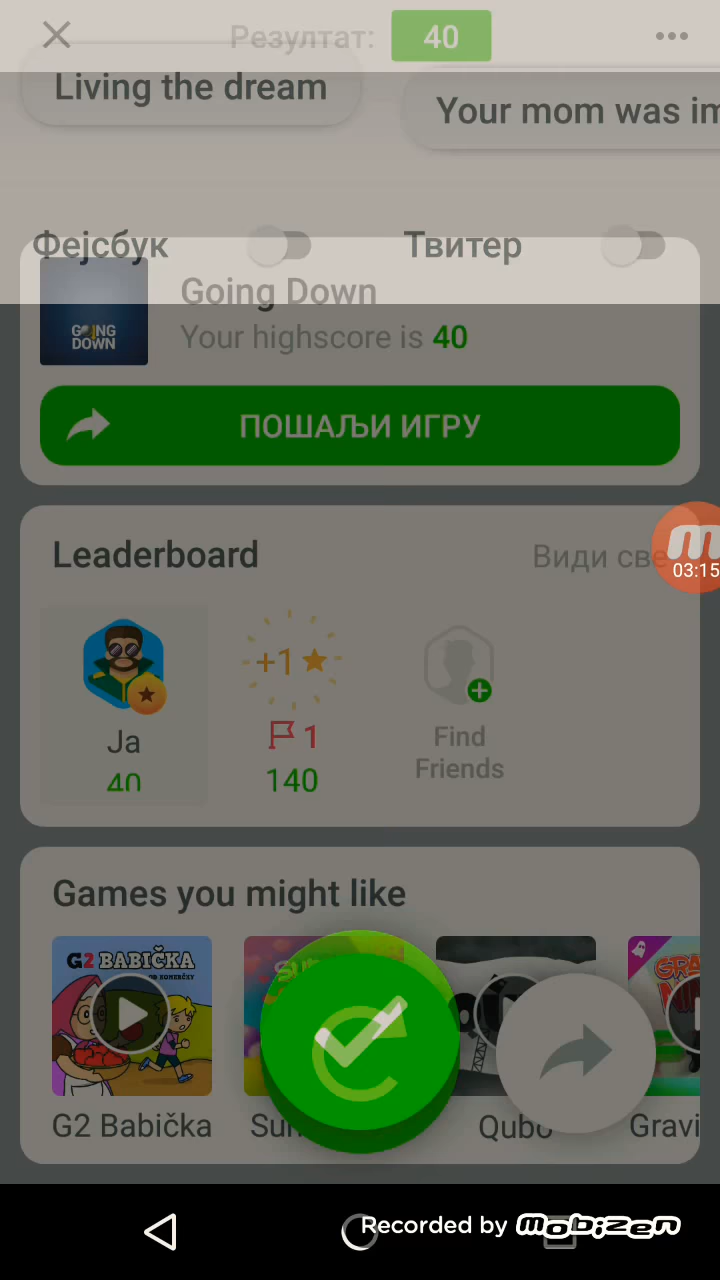 Резултат: 40
Living the dream
Your mom was im
Фејсбук
Твитер
GOING
DOWN
Going Down
Your highscore is 40
ПОШАЉИ ИГРУ
Leaderboard
Види све
03:15
+1
Ја
40
1
140
Find
Friends
Games you might like
G2 BABIČKA
G2 Babička
Qubo
Gravi
Recorded by mobizen